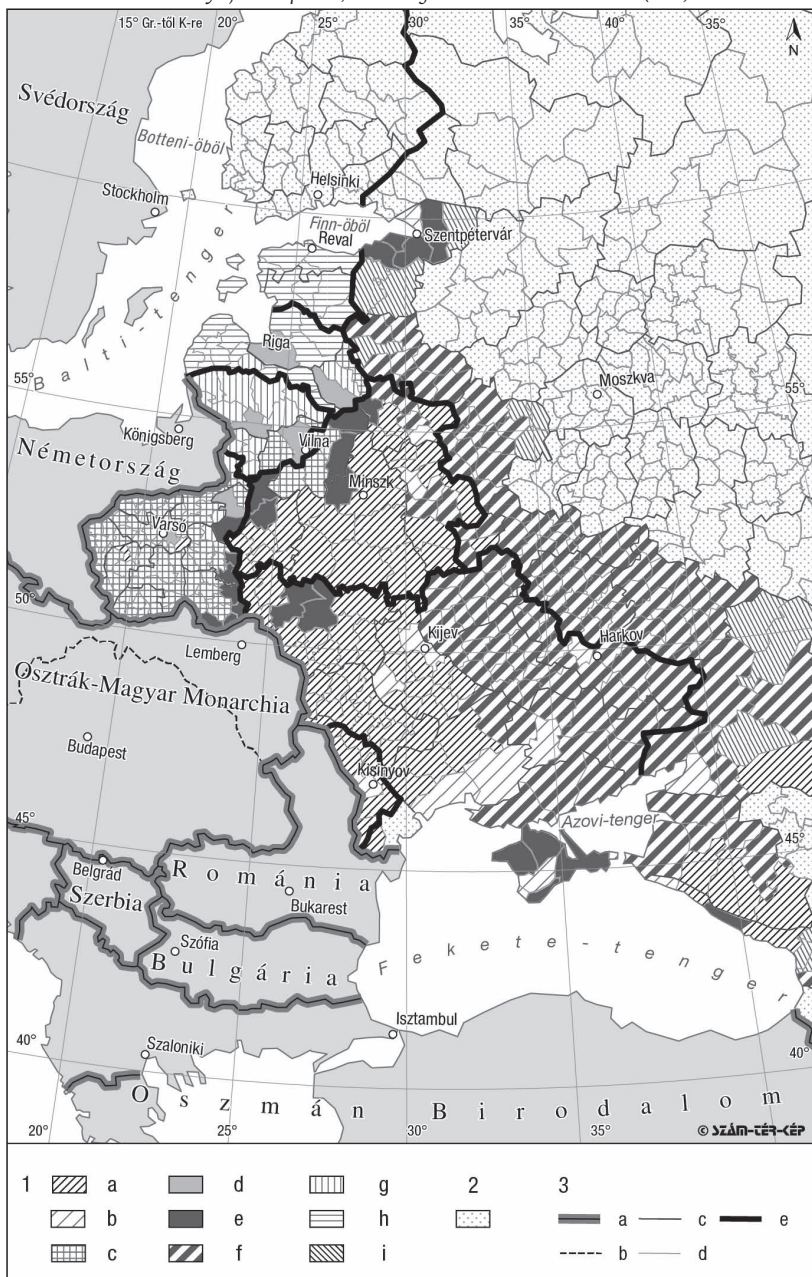 15° Gr.-től K-re
20°
25°
30°
35°
40°
35°
N
Svédország
Botteni-öböl
Helsinki
Stockholm
Finn-öböl
Szentpétervár
Reval
Balti-tenger
Riga
55°
Moszkva
55°
Königsberg
Vilna
Németország
Minszk
Varsó
50°
Kijev
Harkov
Lemberg
Osztrák-Magyar Monarchia
Budapest
Kisinyov
45°
Azovi-tenger
45°
Belgrád
Románia
Szerbia
Bukarest
Szófia
Bulgária
Fekete-tenger
Isztambul
40°
Szaloniki
40°
Oszmán Birodalom
© SZÁM-TÉR-KÉP
20°
25°
30°
35°
1 a d g 2 3
b e h a c e
c f i b d